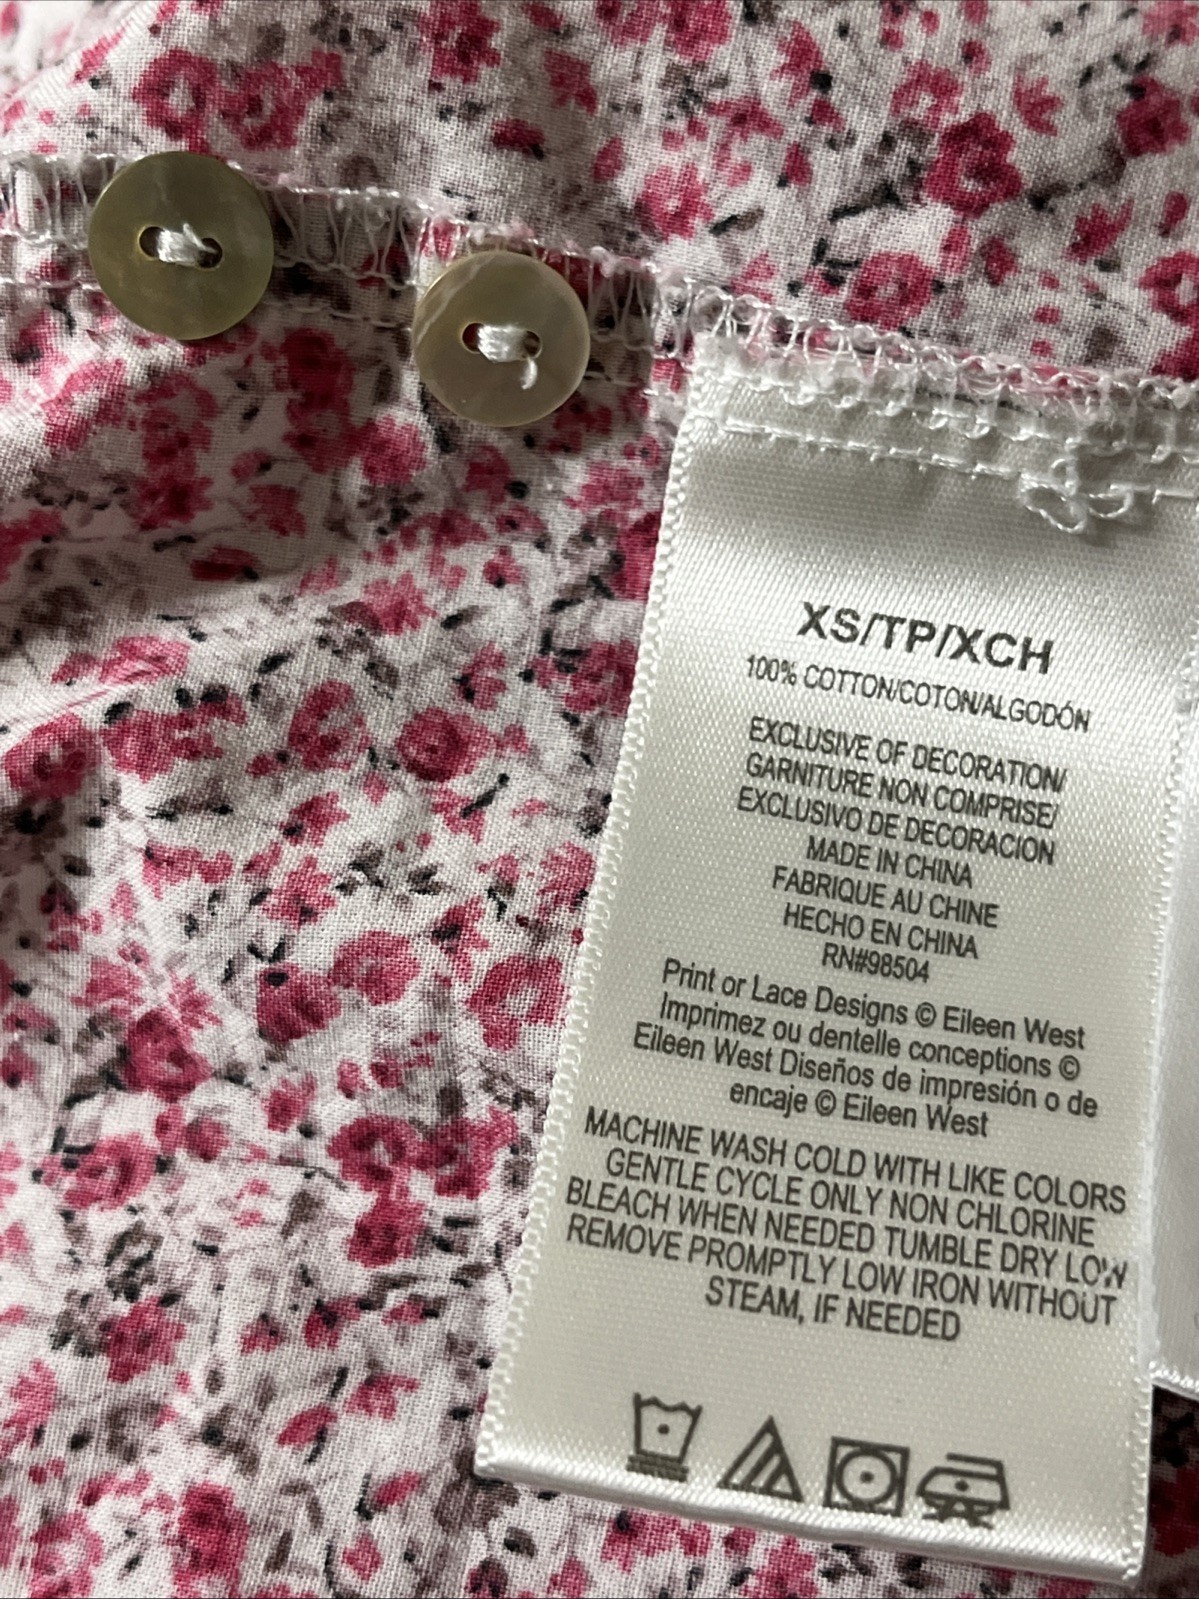 XS/TP/XCH
100% COTTON/COTON/ALGODÓN
EXCLUSIVE OF DECORATION/
GARNITURE NON COMPRISE/
EXCLUSIVO DE DECORACION
MADE IN CHINA
FABRIQUE AU CHINE
HECHO EN CHINA
RN#98504
Print or Lace Designs © Eileen West
Imprimez ou dentelle conceptions ©
Eileen West Diseños de impresión o de
encaje © Eileen West
MACHINE WASH COLD WITH LIKE COLORS
GENTLE CYCLE ONLY NON CHLORINE
BLEACH WHEN NEEDED TUMBLE DRY LOW
REMOVE PROMPTLY LOW IRON WITHOUT
STEAM, IF NEEDED